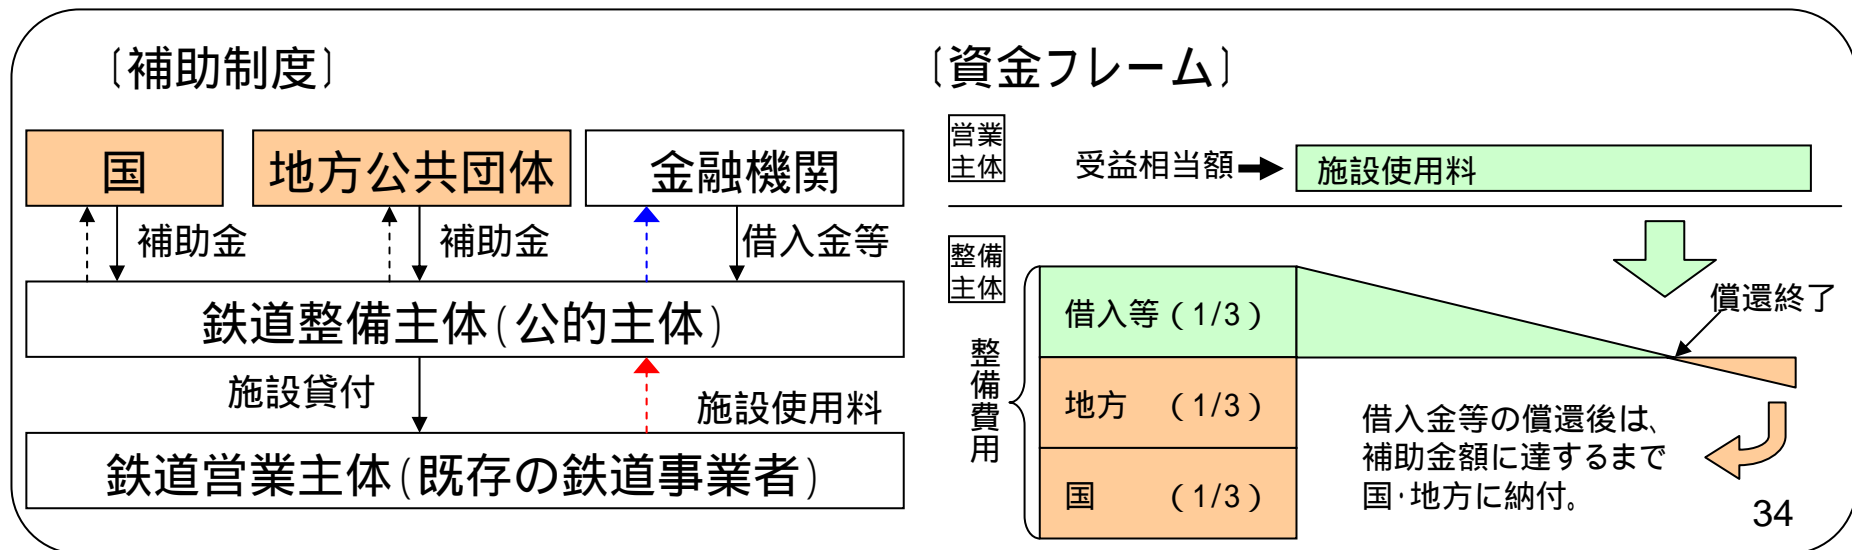 〔補助制度〕
国
地方公共団体
金融機関
補助金
補助金
借入金等
鉄道整備主体(公的主体)
施設貸付
施設使用料
鉄道営業主体(既存の鉄道事業者)
〔資金フレーム〕
営業
主体
受益相当額
施設使用料
整備
主体
償還終了
整備費用
借入等(1/3)
地方 (1/3)
国 (1/3)
借入金等の償還後は、
補助金額に達するまで
国・地方に納付。
34